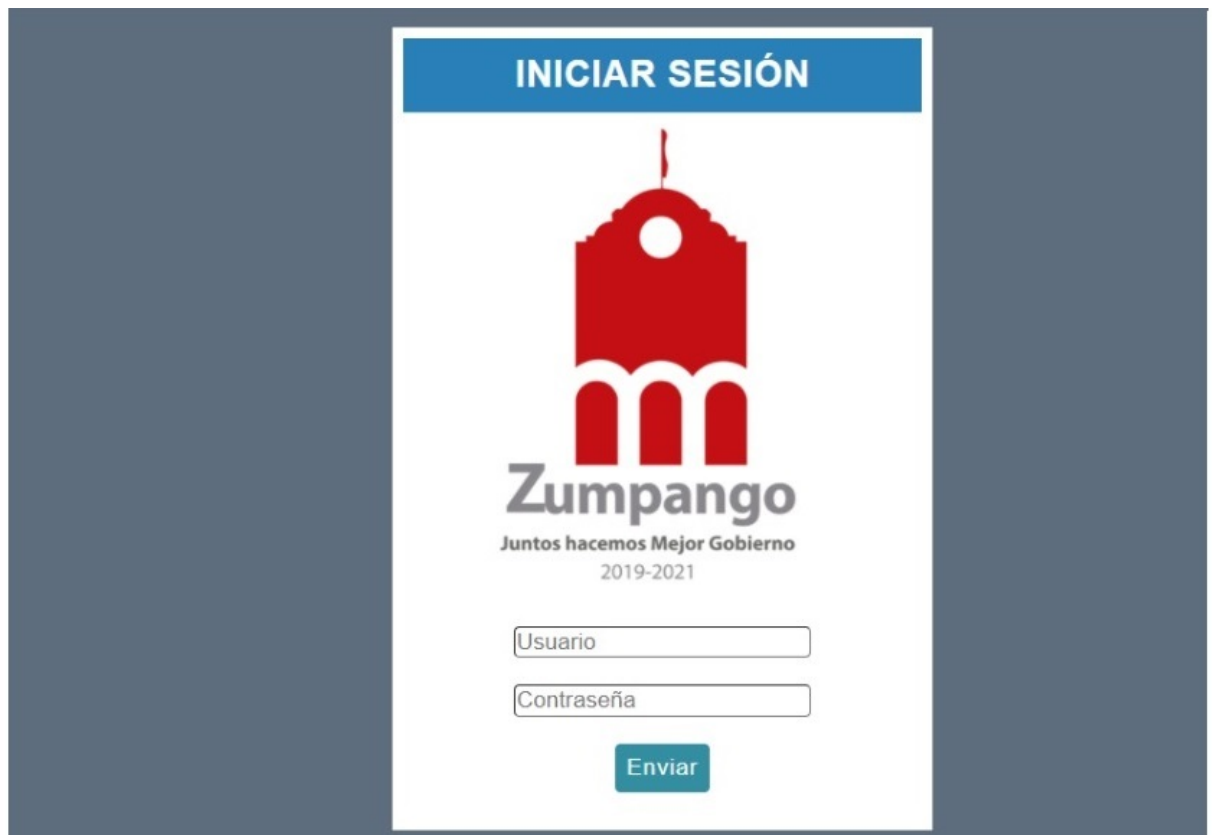 INICIAR SESIÓN
Zumpango
Juntos hacemos Mejor Gobierno
2019-2021
Usuario
Contraseña
Enviar